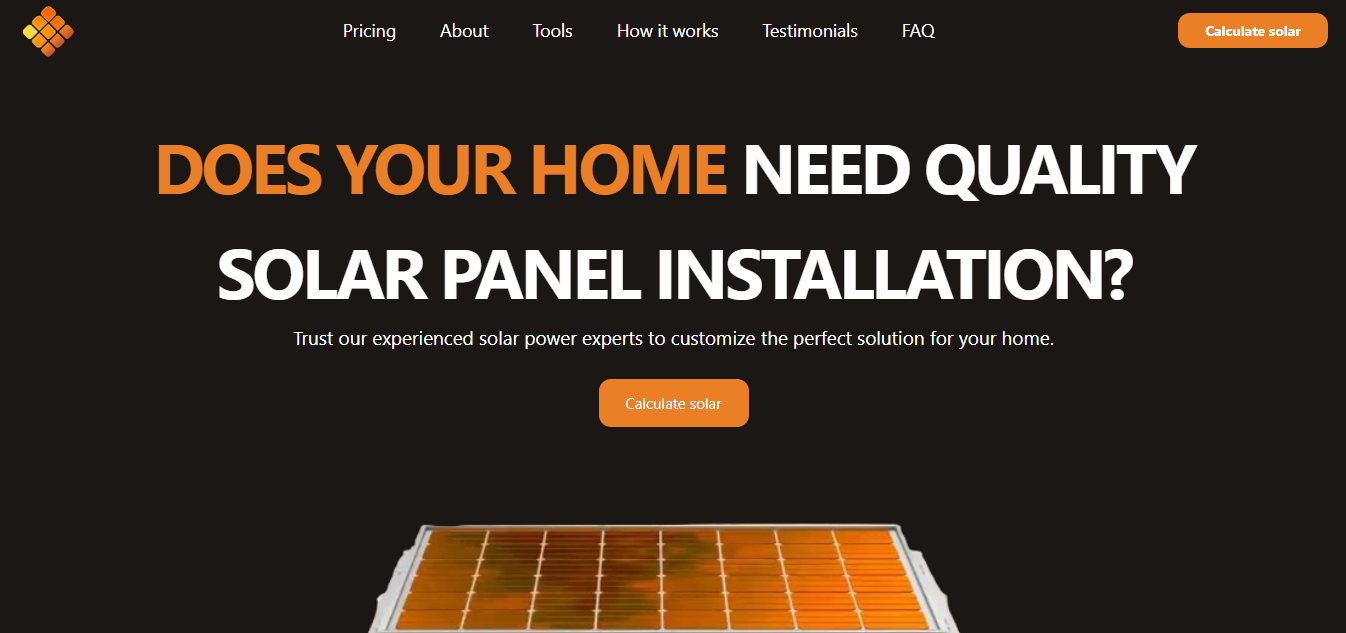 Pricing About Tools How it works Testimonials FAQ Calculate solar
DOES YOUR HOME NEED QUALITY
SOLAR PANEL INSTALLATION?
Trust our experienced solar power experts to customize the perfect solution for your home.
Calculate solar